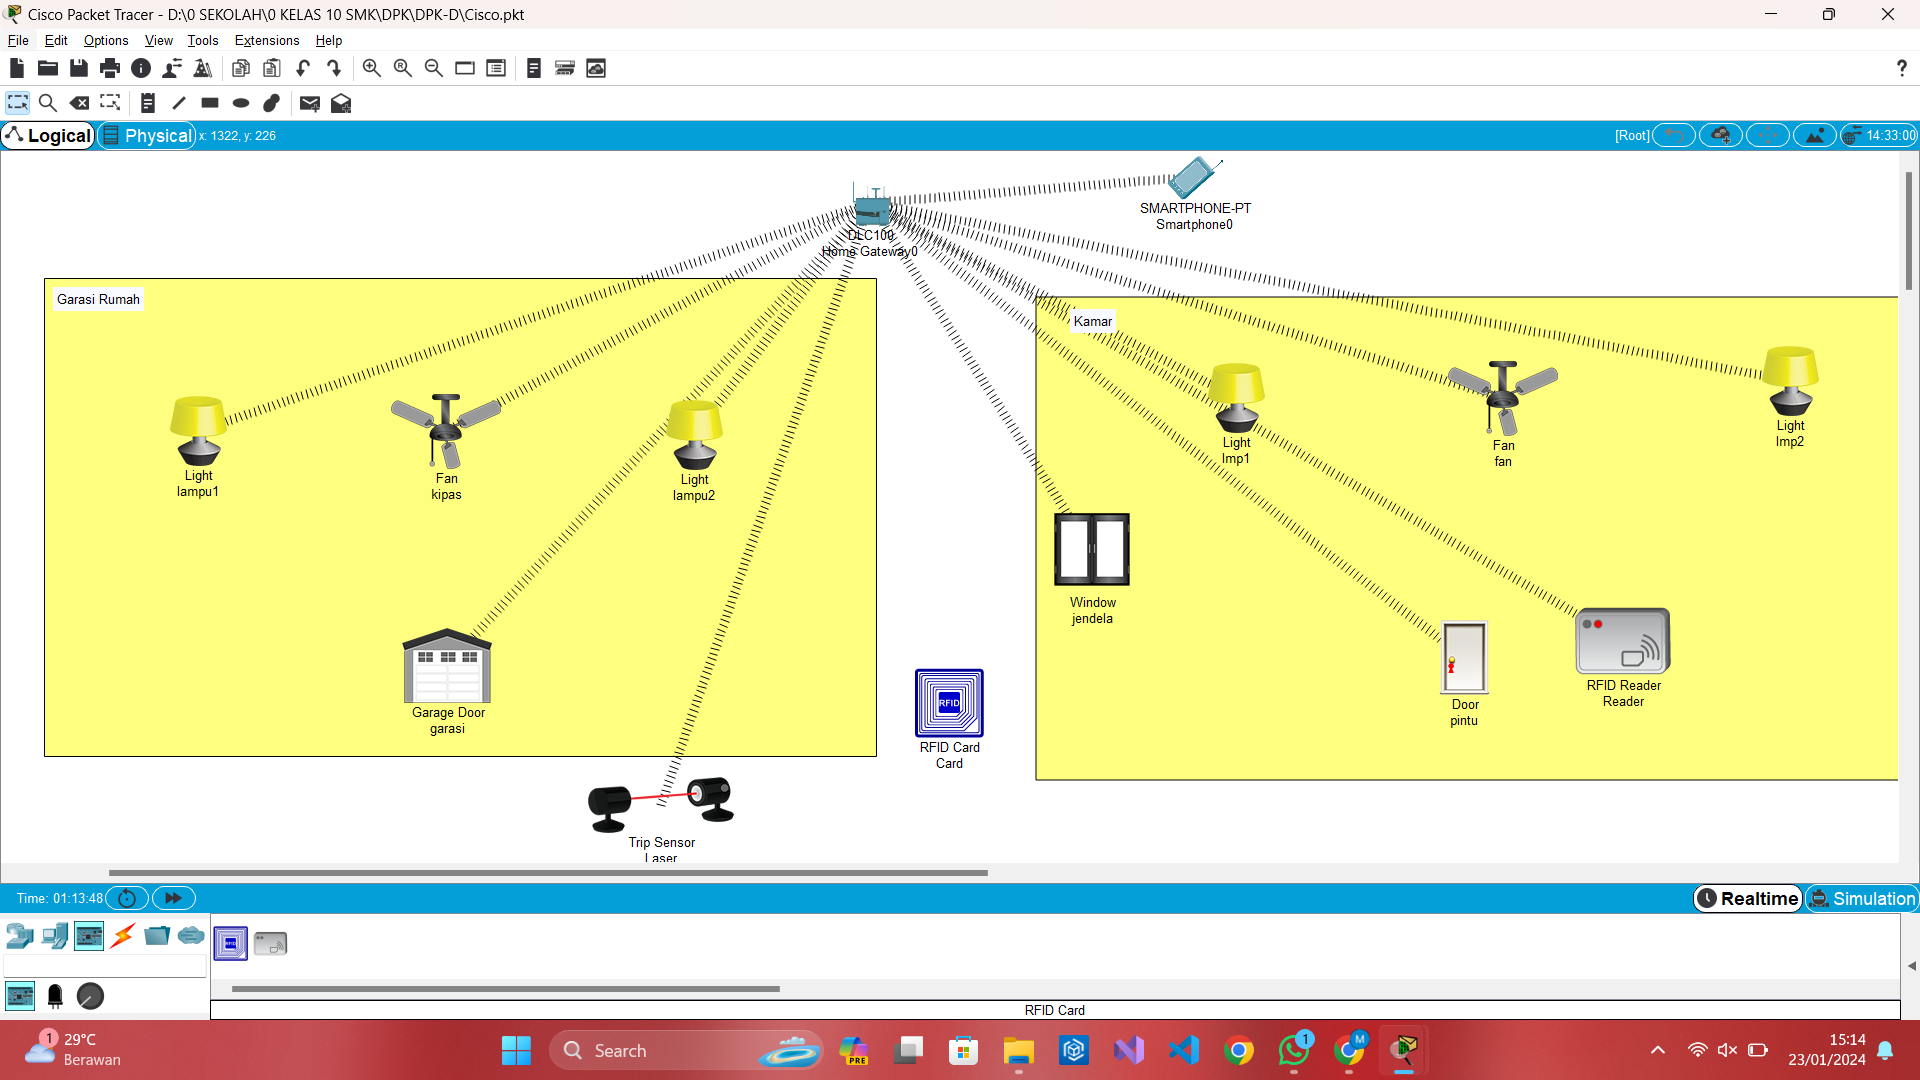 Cisco Packet Tracer - D:\0 SEKOLAH\0 KELAS 10 SMK\DPK\DPK-D\Cisco.pkt
File Edit Options View Tools Extensions Help
?
Logical Physical x: 1322, y: 226 [Root] 14:33:00
SMARTPHONE-PT
Smartphone0
DLC100
Home Gateway0
Garasi Rumah
Kamar
Light
lampu1
Fan
kipas
Light
lampu2
Light
lmp1
Fan
fan
Light
lmp2
Window
jendela
Garage Door
garasi
RFID
RFID Card
Card
Door
pintu
RFID Reader
Reader
Trip Sensor
Laser
Time: 01:13:48 Realtime Simulation
RFID
RFID Card
1
29°C
Berawan
Search
PRE
1
M
15:14
23/01/2024